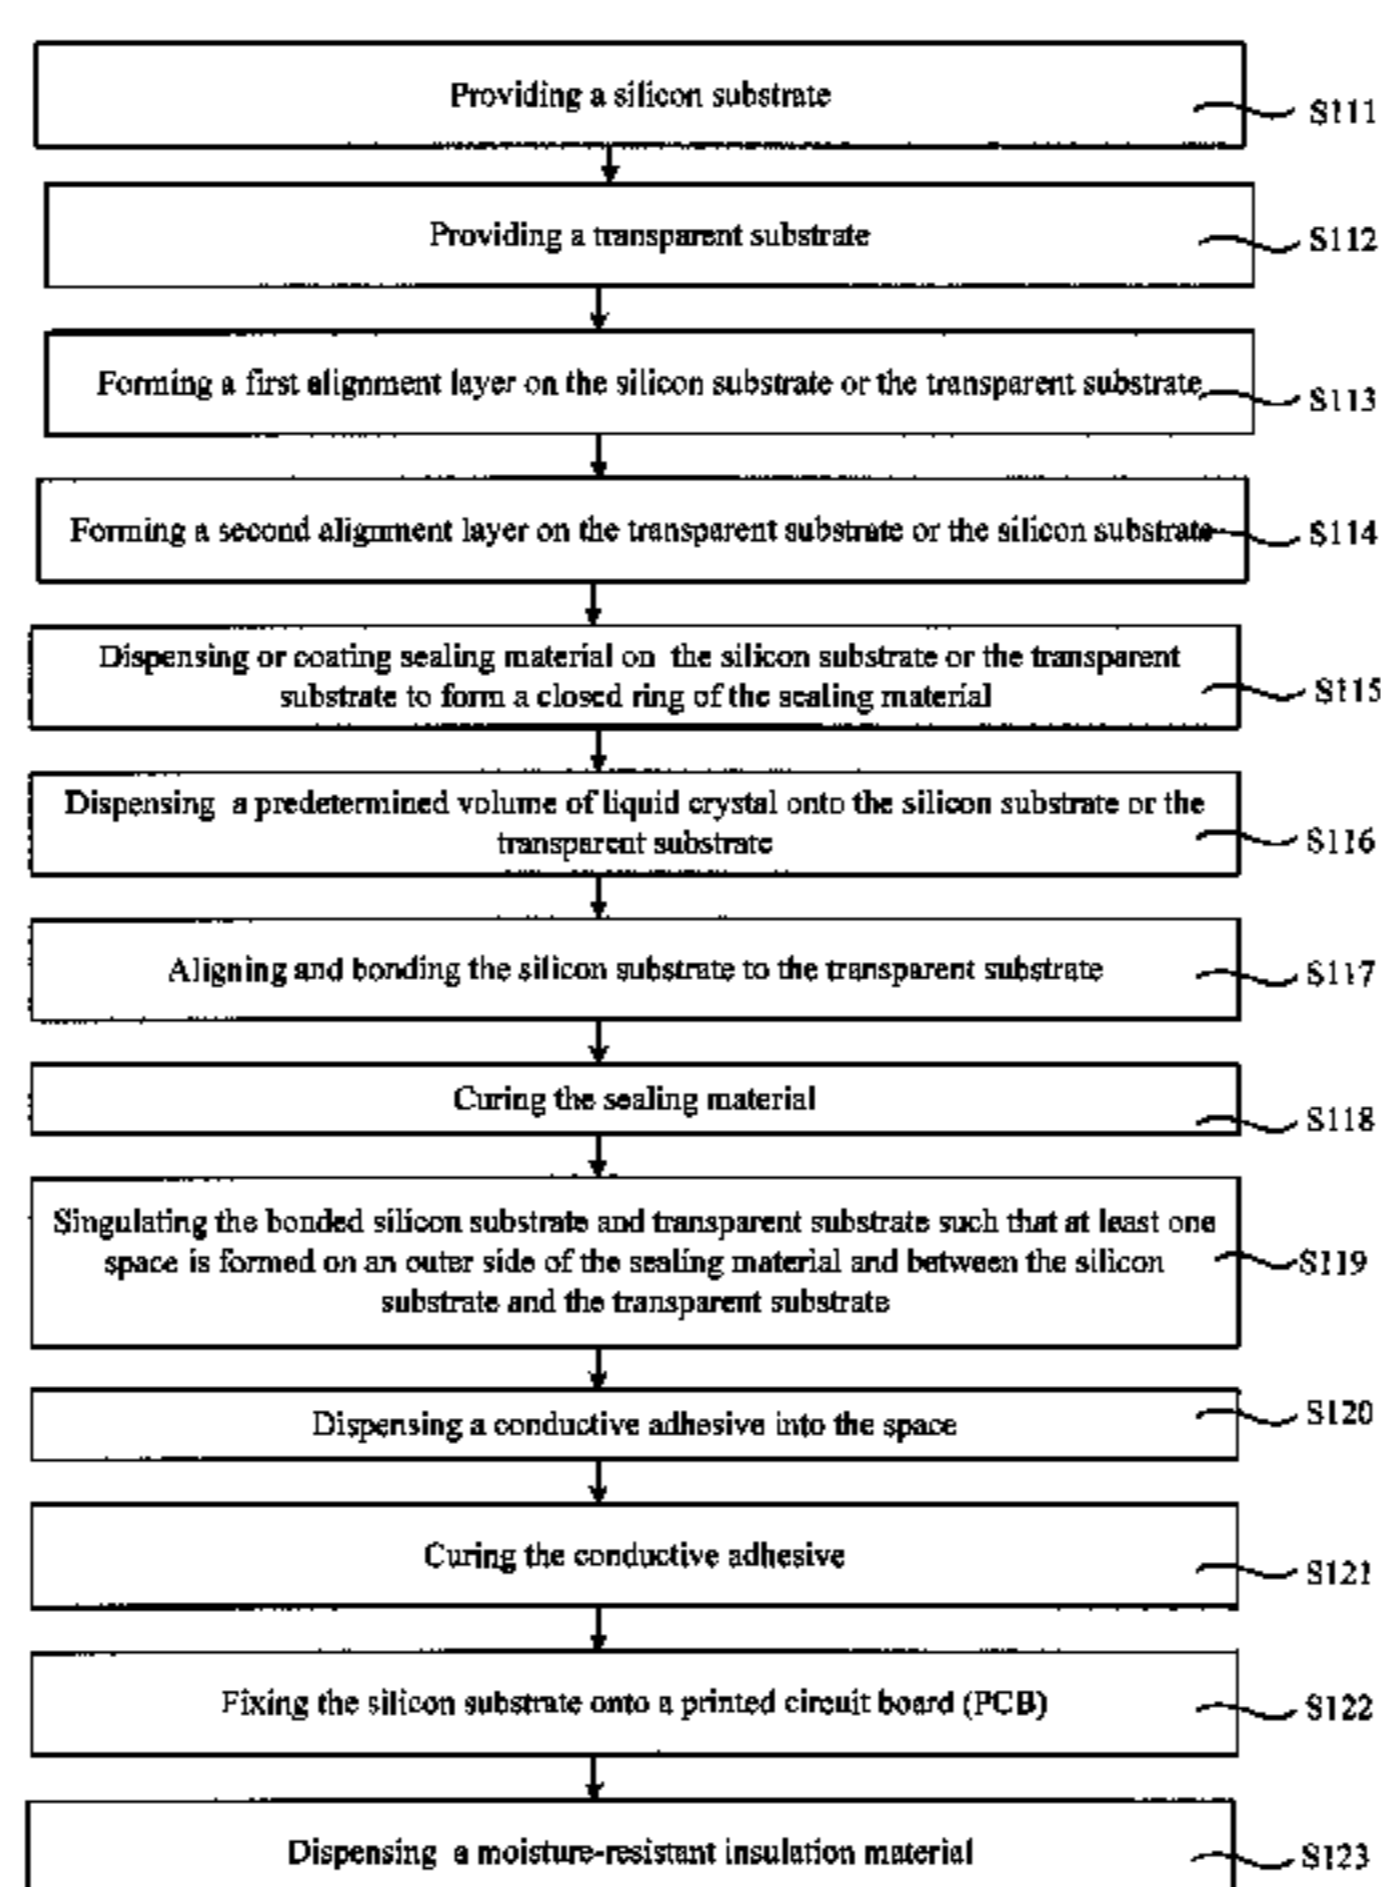 Providing a silicon substrate
S111
Providing a transparent substrate
S112
Forming a first alignment layer on the silicon substrate or the transparent substrate
S113
Forming a second alignment layer on the transparent substrate or the silicon substrate
S114
Dispensing or coating sealing material on the silicon substrate or the transparent
substrate to form a closed ring of the sealing material
S115
Dispensing a predetermined volume of liquid crystal onto the silicon substrate or the
transparent substrate
S116
Aligning and bonding the silicon substrate to the transparent substrate
S117
Curing the sealing material
S118
Singulating the bonded silicon substrate and transparent substrate such that at least one
space is formed on an outer side of the sealing material and between the silicon
substrate and the transparent substrate
S119
Dispensing a conductive adhesive into the space
S120
Curing the conductive adhesive
S121
Fixing the silicon substrate onto a printed circuit board (PCB)
S122
Dispensing a moisture-resistant insulation material
S123